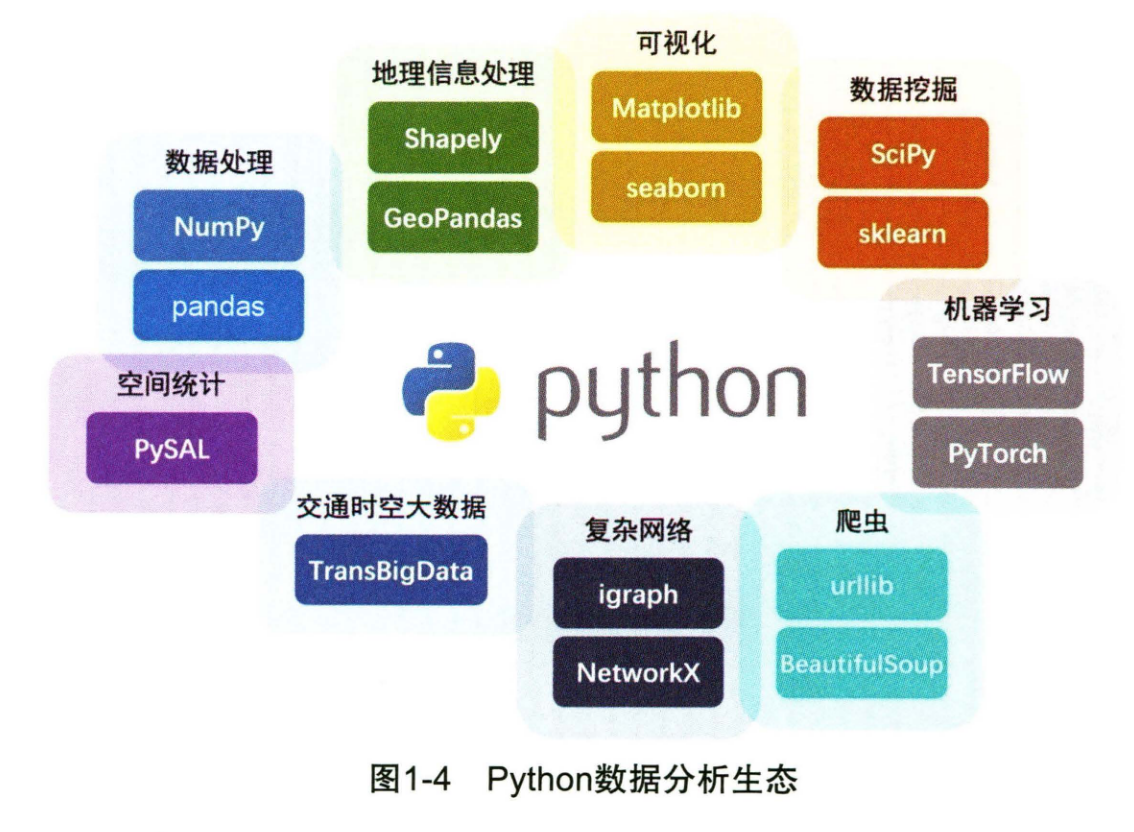 可视化
Matplotlib
seaborn
地理信息处理
Shapely
GeoPandas
数据挖掘
SciPy
sklearn
数据处理
NumPy
pandas
机器学习
TensorFlow
PyTorch
python
空间统计
PySAL
交通时空大数据
TransBigData
复杂网络
igraph
NetworkX
爬虫
urllib
BeautifulSoup
图1-4 Python数据分析生态